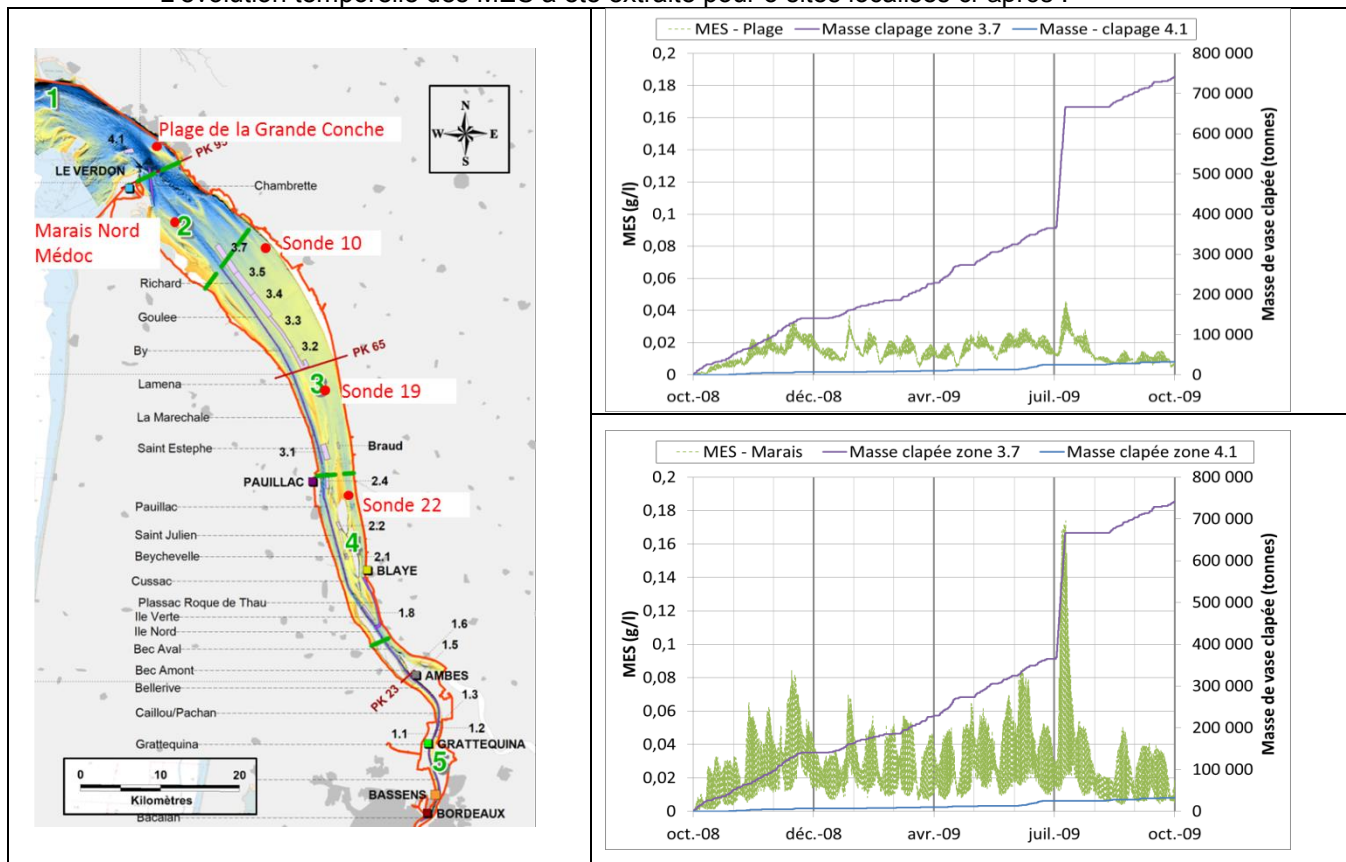 L'évolution temporelle des MES a été extraite pour 5 sites localisés ci-après :
1
4.1
Plage de la Grande Conche
LE VERDON
N
W E
S
Chambrette
Marais Nord
Médoc
2
Sonde 10
3.7
3.5
Richard
3.4
Goulee
3.3
By
3.2
PK 65
Lamena
3
Sonde 19
La Marechale
Saint Estephe
3.1
Braud
PAUILLAC
2.4
Pauillac
Sonde 22
Saint Julien
2.2
4
Beychevelle
2.1
BLAYE
Cussac
Plassac Roque de Thau
Ile Verte
1.8
Ile Nord
1.6
Bec Aval
1.5
Bec Amont
AMBES
Bellerive
PK 23
Caillou/Pachan
1.3
1.2
1.1
Grattequina
GRATTEQUINA
5
0 10 20
Kilomètres
BASSENS
BORDEAUX
Bacalan
MES - Plage Masse clapage zone 3.7 Masse - clapage 4.1
0,2 800 000
0,18 700 000
0,16 600 000
0,14 500 000
0,12
0,1 400 000
0,08 300 000
0,06 200 000
0,04
0,02 100 000
0 0
MES (g/l)
Masse de vase clapée (tonnes)
oct.-08 déc.-08 avr.-09 juil.-09 oct.-09
MES - Marais Masse clapée zone 3.7 Masse clapée zone 4.1
0,2 800 000
0,18 700 000
0,16 600 000
0,14 500 000
0,12
0,1 400 000
0,08 300 000
0,06 200 000
0,04
0,02 100 000
0 0
MES (g/l)
Masse de vase clapée (tonnes)
oct.-08 déc.-08 avr.-09 juil.-09 oct.-09